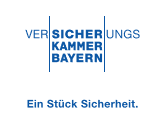 VERSICHERUNGS
KAMMER
BAYERN
Ein Stück Sicherheit.